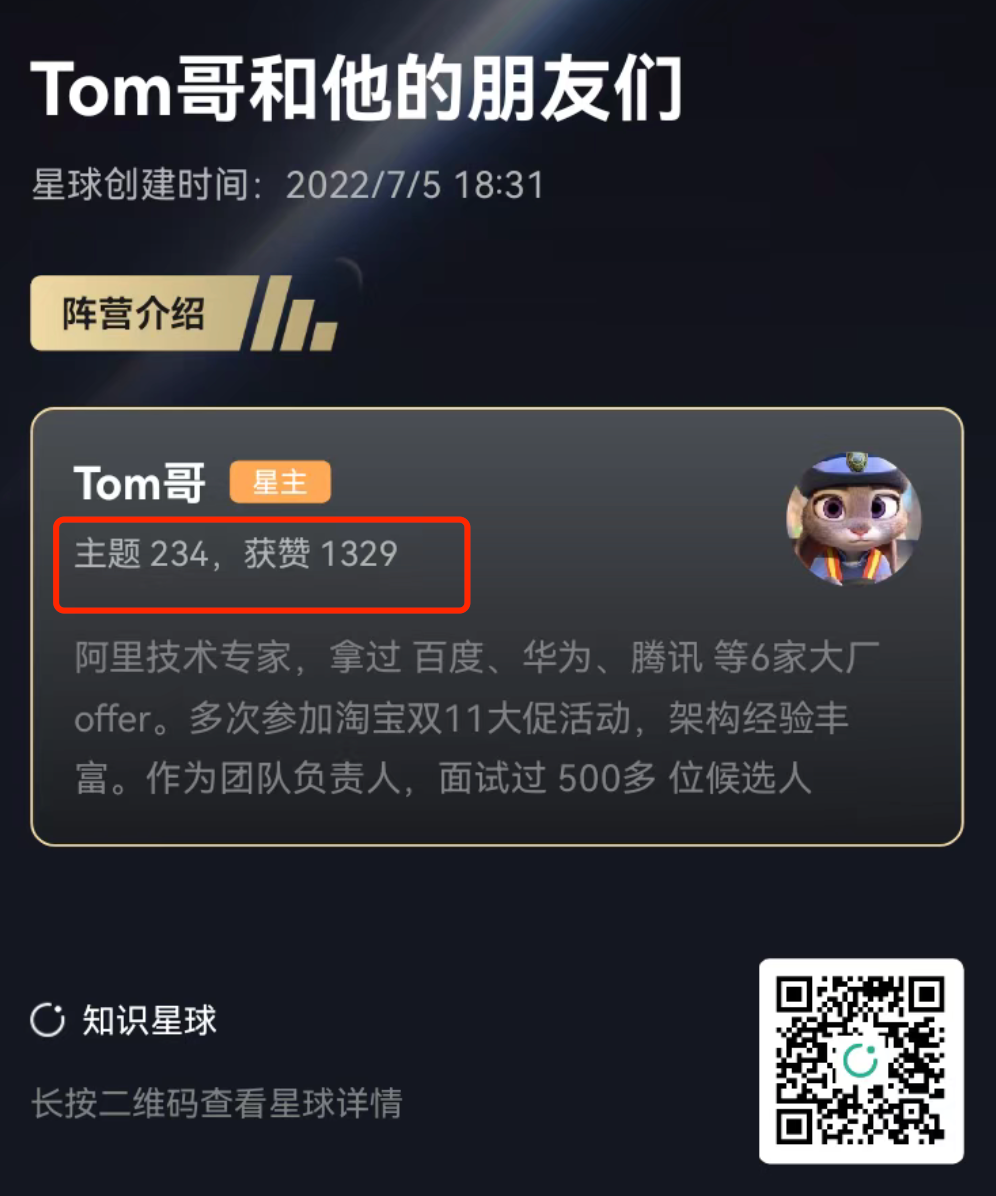 Tom哥和他的朋友们
星球创建时间：2022/7/5 18:31
阵营介绍
Tom哥 星主
主题 234，获赞 1329
阿里技术专家，拿过 百度、华为、腾讯 等6家大厂
offer。多次参加淘宝双11大促活动，架构经验丰
富。作为团队负责人，面试过 500多 位候选人
知识星球
长按二维码查看星球详情